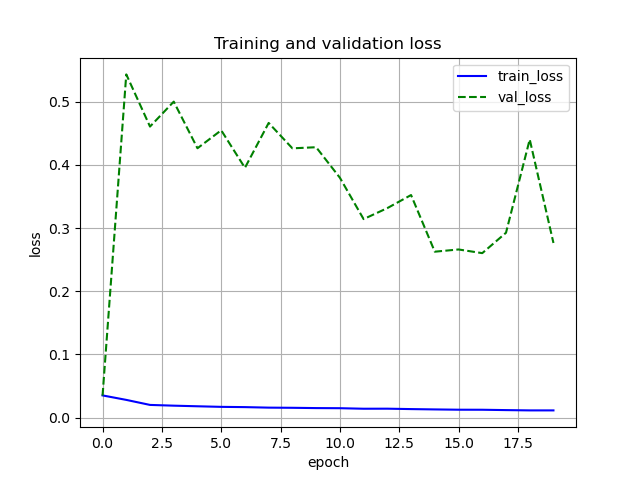 Training and validation loss
train_loss
val_loss
0.5
0.4
0.3
0.2
0.1
0.0
loss
0.0 2.5 5.0 7.5 10.0 12.5 15.0 17.5
epoch